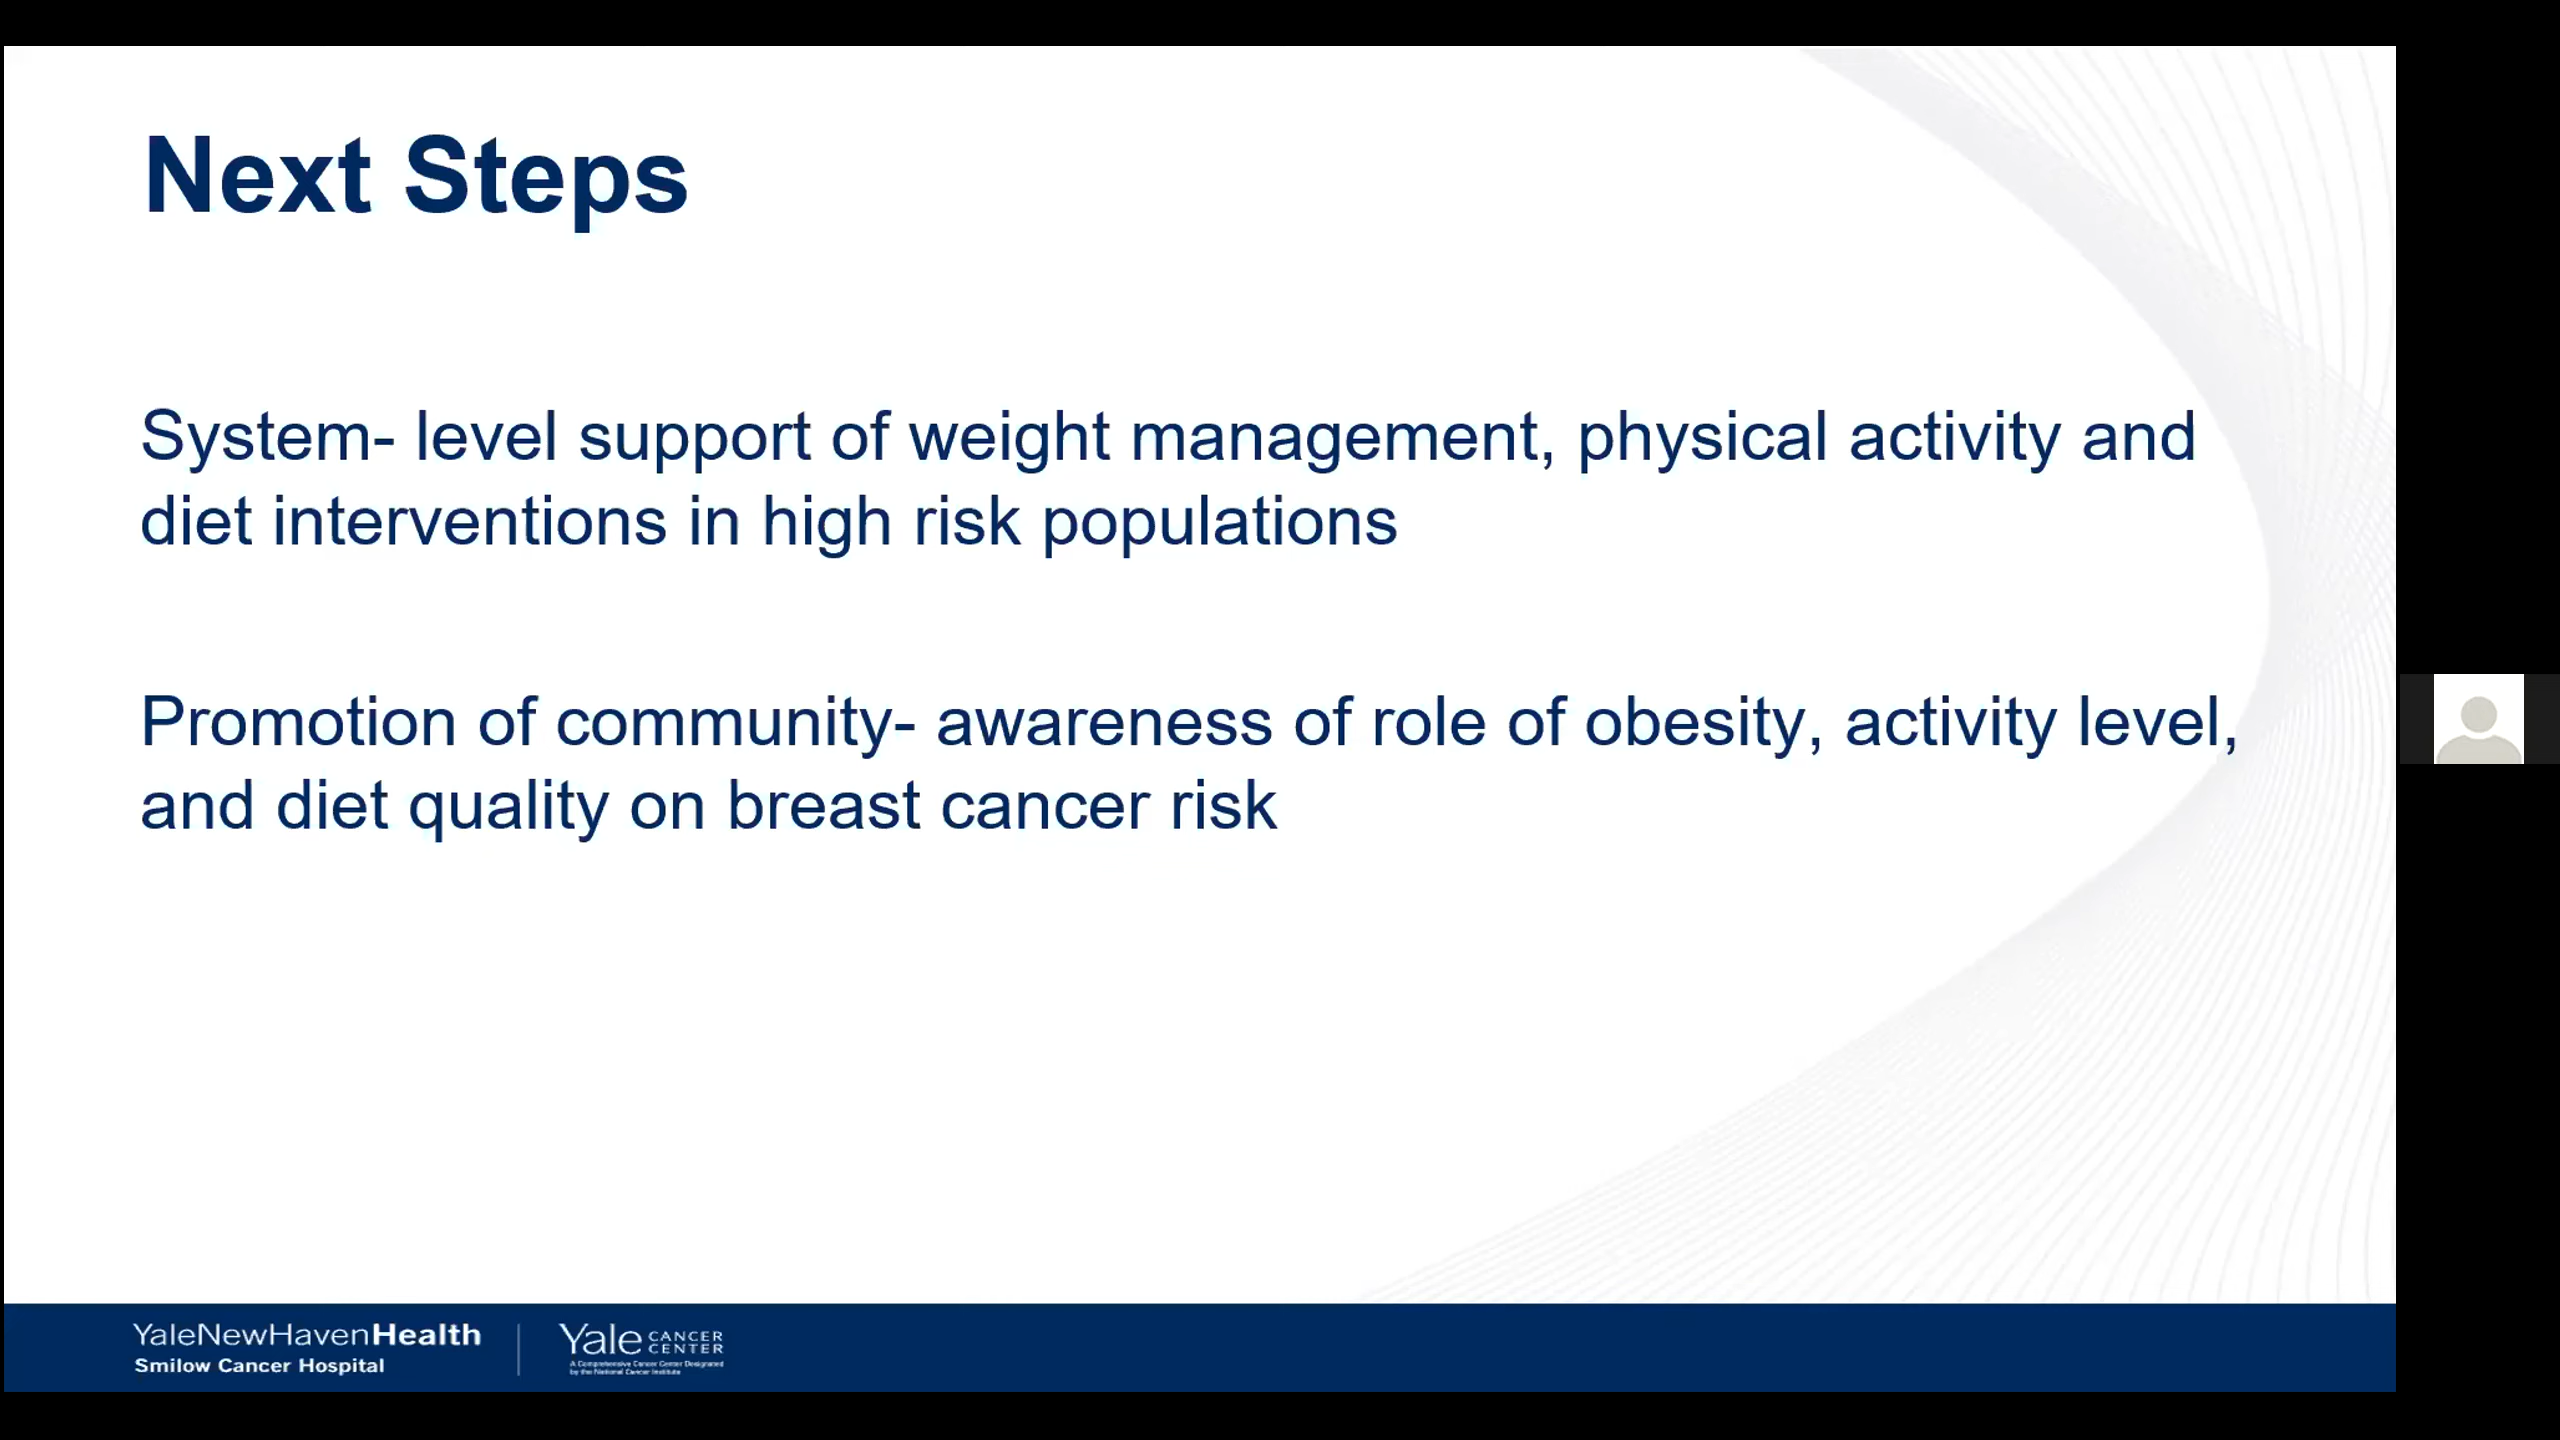 Next Steps
System- level support of weight management, physical activity and
diet interventions in high risk populations
Promotion of community- awareness of role of obesity, activity level,
and diet quality on breast cancer risk
YaleNewHavenHealth
Smilow Cancer Hospital
Yale CANCER CENTER
A Comprehensive Cancer Center Designated
by the National Cancer Institute